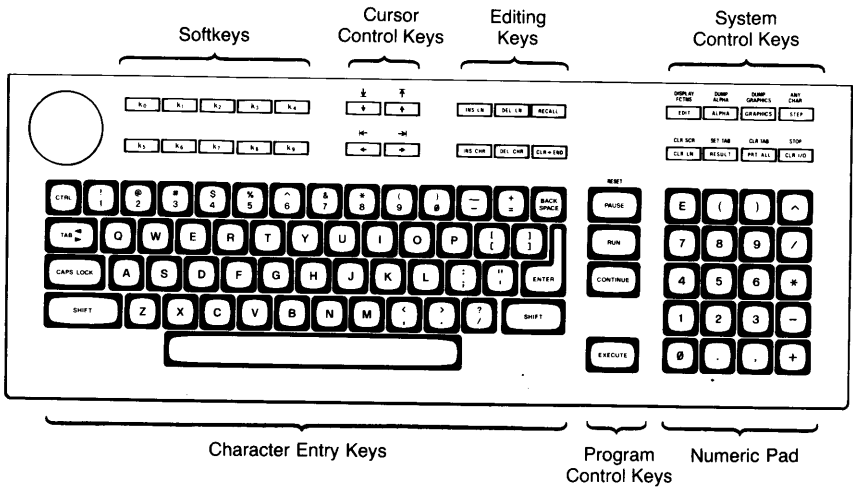 Softkeys
Cursor
Control Keys
Editing
Keys
System
Control Keys
k0 k1 k2 k3 k4
INS LN DEL LN RECALL
DISPLAY FCTNS DUMP ALPHA DUMP GRAPHICS ANY CHAR
EDIT ALPHA GRAPHICS STEP
k5 k6 k7 k8 k9
INS CHR DEL CHR CLR→END
CLR SCR SET TAB CLR TAB STOP
CLR LN RESULT PRT ALL CLR I/O
RESET
CTRL ! 1 @ 2 # 3 $ 4 % 5 ^ 6 & 7 * 8 ( 9 ) 0 — - + = BACK SPACE
PAUSE
E ( ) ^
TAB Q W E R T Y U I O P { [ } ]
RUN
7 8 9 /
CAPS LOCK A S D F G H J K L : ; " ' ENTER
CONTINUE
4 5 6 *
SHIFT Z X C V B N M < , > . ? / SHIFT
1 2 3 −
EXECUTE
0 . , +
Character Entry Keys
Program
Control Keys
Numeric Pad